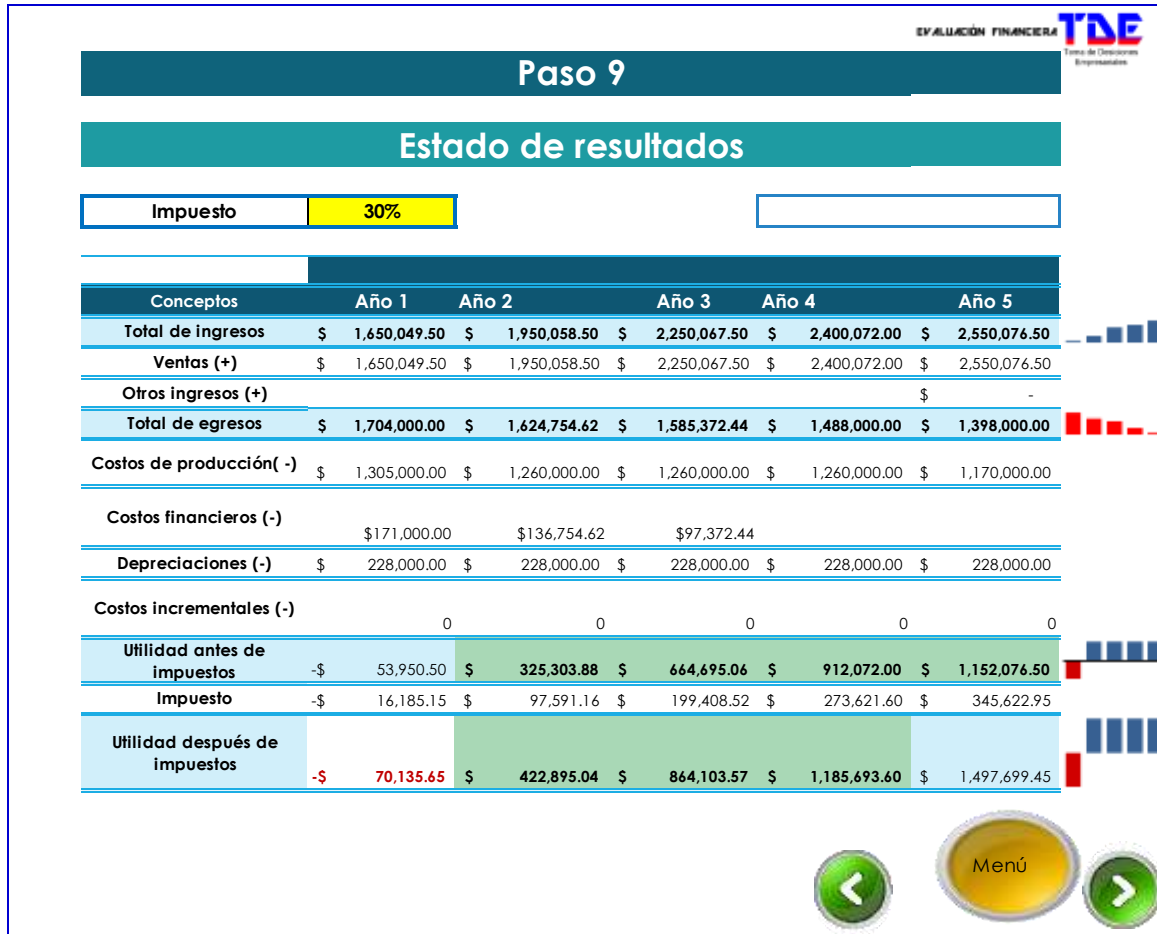 EVALUACIÓN FINANCIERA TDE
Toma de Desiciones
Empresariales
Paso 9
Estado de resultados
Impuesto 30%
Conceptos Año 1 Año 2 Año 3 Año 4 Año 5
Total de ingresos $ 1,650,049.50 $ 1,950,058.50 $ 2,250,067.50 $ 2,400,072.00 $ 2,550,076.50
Ventas (+) $ 1,650,049.50 $ 1,950,058.50 $ 2,250,067.50 $ 2,400,072.00 $ 2,550,076.50
Otros ingresos (+) $ -
Total de egresos $ 1,704,000.00 $ 1,624,754.62 $ 1,585,372.44 $ 1,488,000.00 $ 1,398,000.00
Costos de producción( -) $ 1,305,000.00 $ 1,260,000.00 $ 1,260,000.00 $ 1,260,000.00 $ 1,170,000.00
Costos financieros (-) $171,000.00 $136,754.62 $97,372.44
Depreciaciones (-) $ 228,000.00 $ 228,000.00 $ 228,000.00 $ 228,000.00 $ 228,000.00
Costos incrementales (-) 0 0 0 0 0
Utilidad antes de
impuestos -$ 53,950.50 $ 325,303.88 $ 664,695.06 $ 912,072.00 $ 1,152,076.50
Impuesto -$ 16,185.15 $ 97,591.16 $ 199,408.52 $ 273,621.60 $ 345,622.95
Utilidad después de
impuestos -$ 70,135.65 $ 422,895.04 $ 864,103.57 $ 1,185,693.60 $ 1,497,699.45
Menú